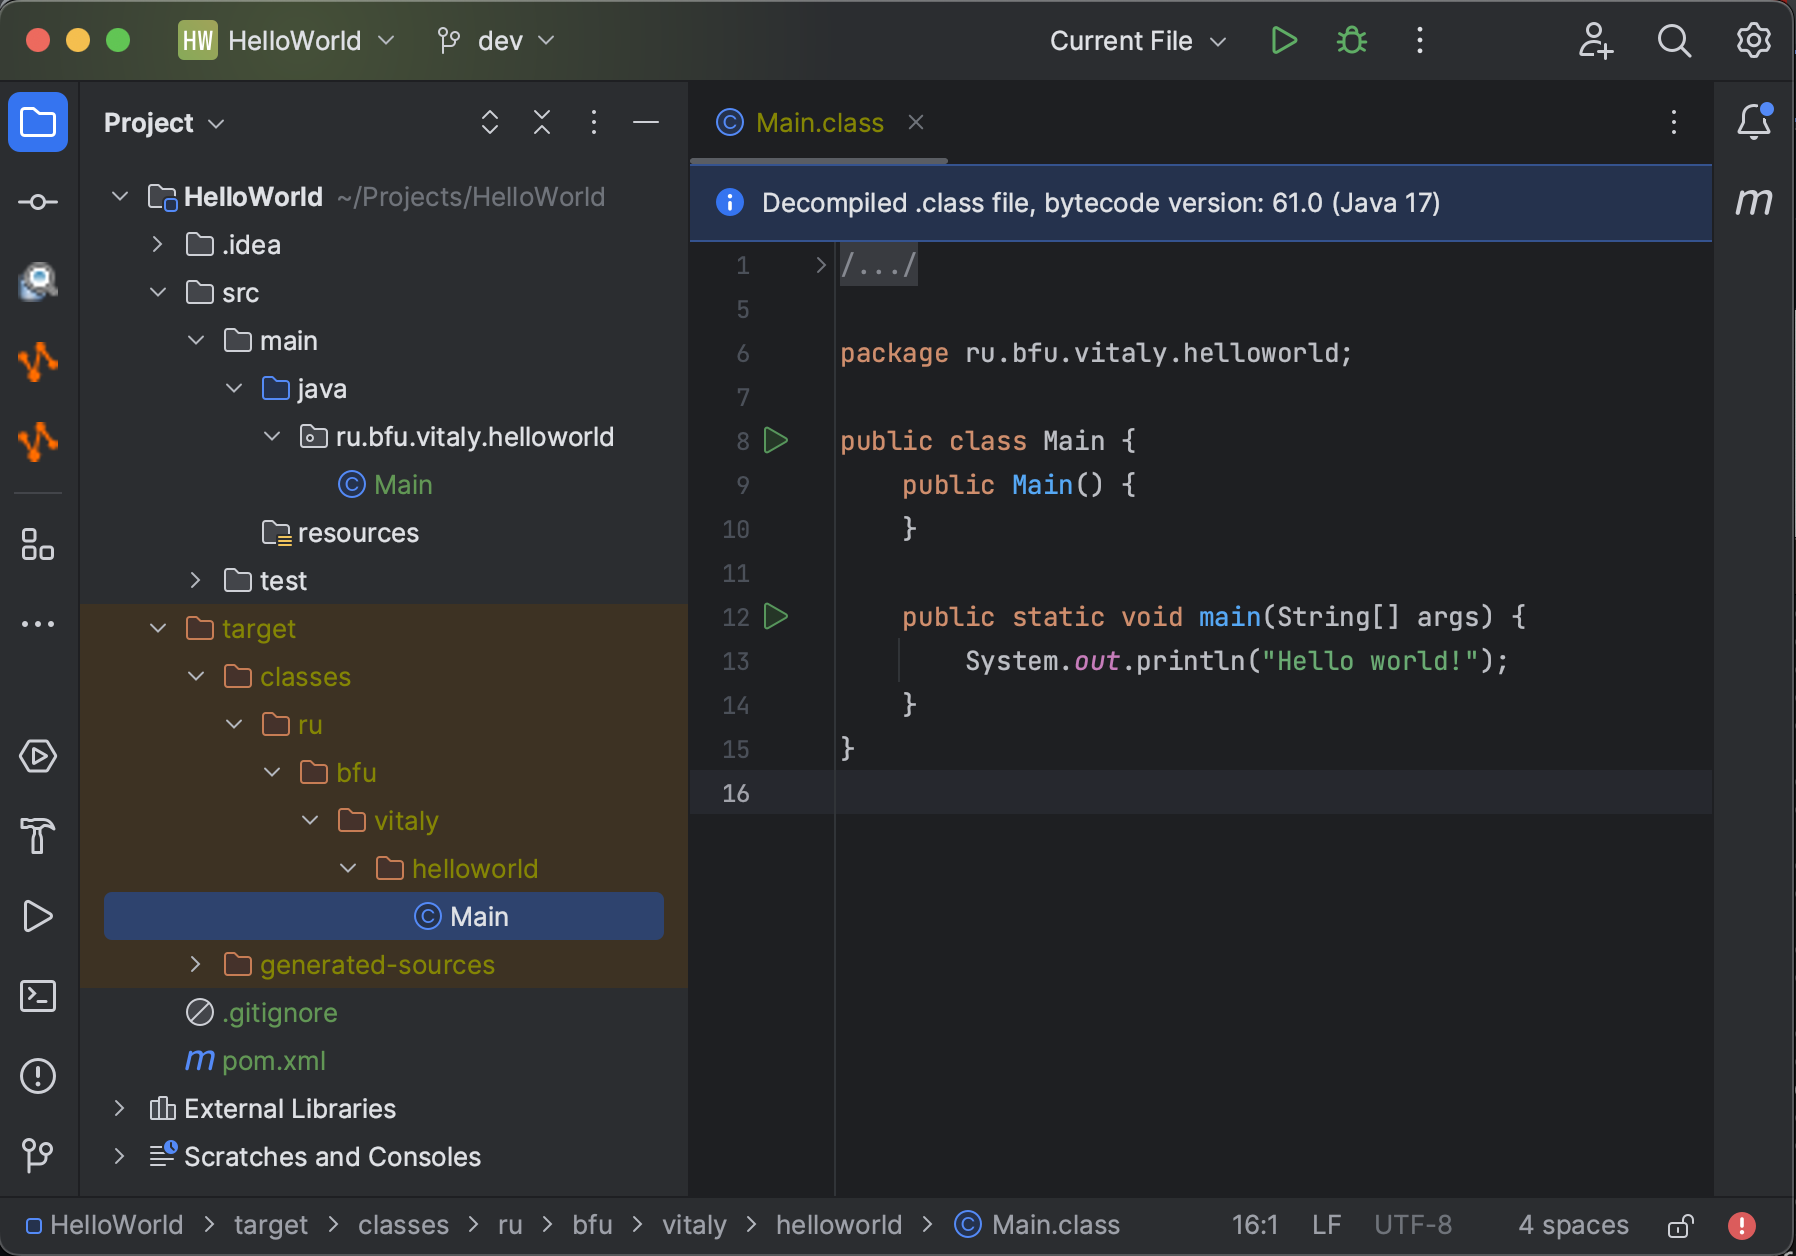 HW HelloWorld dev Current File
Project
HelloWorld ~/Projects/HelloWorld
.idea
src
main
java
ru.bfu.vitaly.helloworld
Main
resources
test
target
classes
ru
bfu
vitaly
helloworld
Main
generated-sources
.gitignore
m pom.xml
External Libraries
Scratches and Consoles
Main.class
Decompiled .class file, bytecode version: 61.0 (Java 17)
m
1 /.../
5
6 package ru.bfu.vitaly.helloworld;
7
8 public class Main {
9 public Main() {
10 }
11
12 public static void main(String[] args) {
13 System.out.println("Hello world!");
14 }
15 }
16
HelloWorld > target > classes > ru > bfu > vitaly > helloworld > Main.class 16:1 LF UTF-8 4 spaces